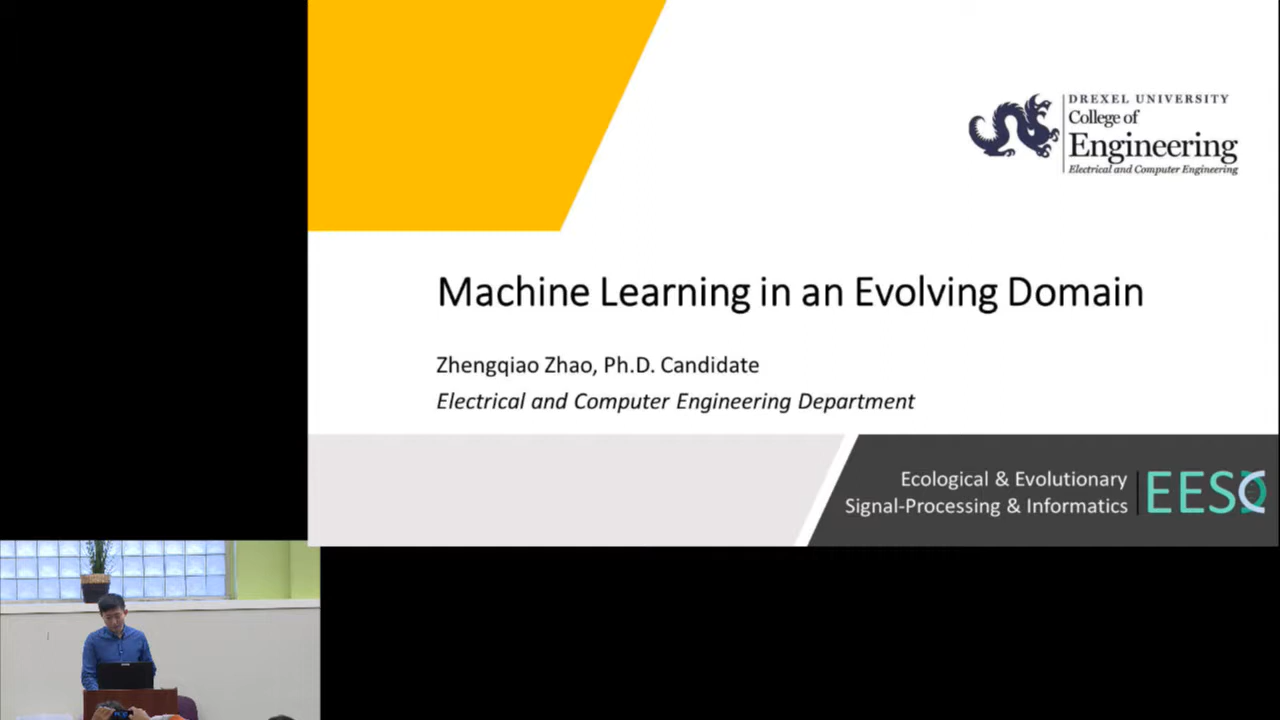 DREXEL UNIVERSITY
College of
Engineering
Electrical and Computer Engineering
Machine Learning in an Evolving Domain
Zhengqiao Zhao, Ph.D. Candidate
Electrical and Computer Engineering Department
Ecological & Evolutionary
Signal-Processing & Informatics
EESI